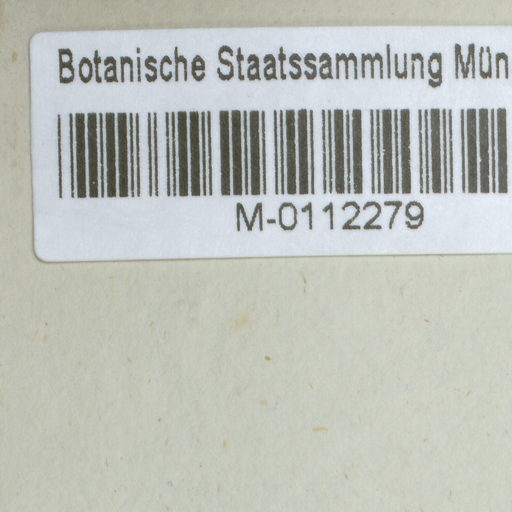 Botanische Staatssammlung Mün
M-0112279